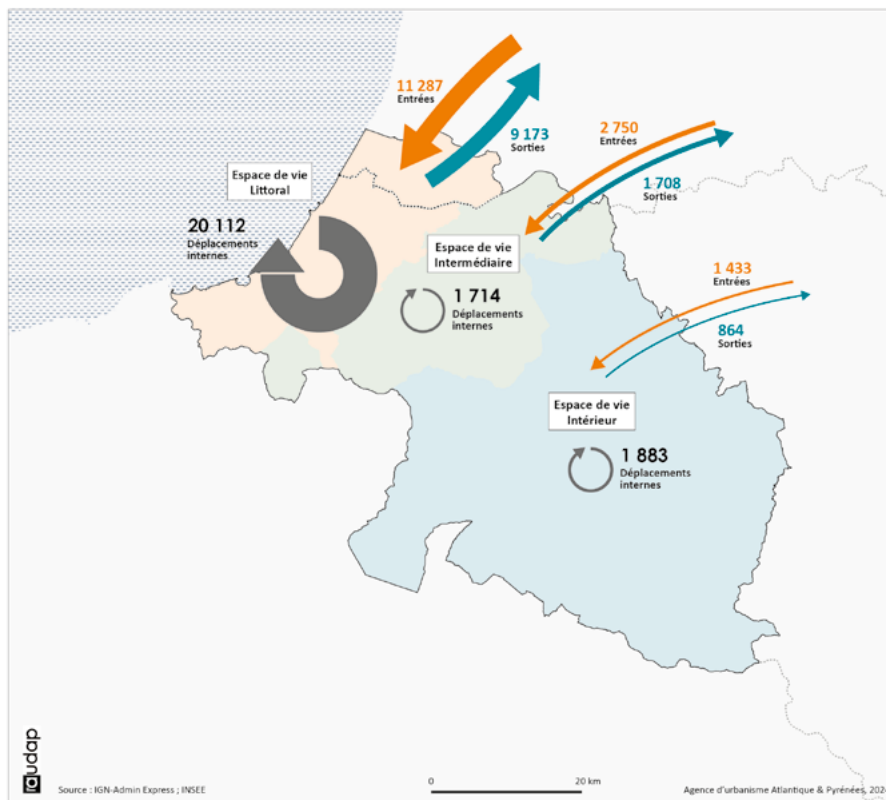 11 287
Entrées
9 173
Sorties
2 750
Entrées
1 708
Sorties
Espace de vie
Littoral
20 112
Déplacements
internes
Espace de vie
Intermédiaire
1 714
Déplacements
internes
1 433
Entrées
864
Sorties
Espace de vie
Intérieur
1 883
Déplacements
internes
audap
Source : IGN-Admin Express ; INSEE
0
20 km
Agence d'urbanisme Atlantique & Pyrénées, 2024